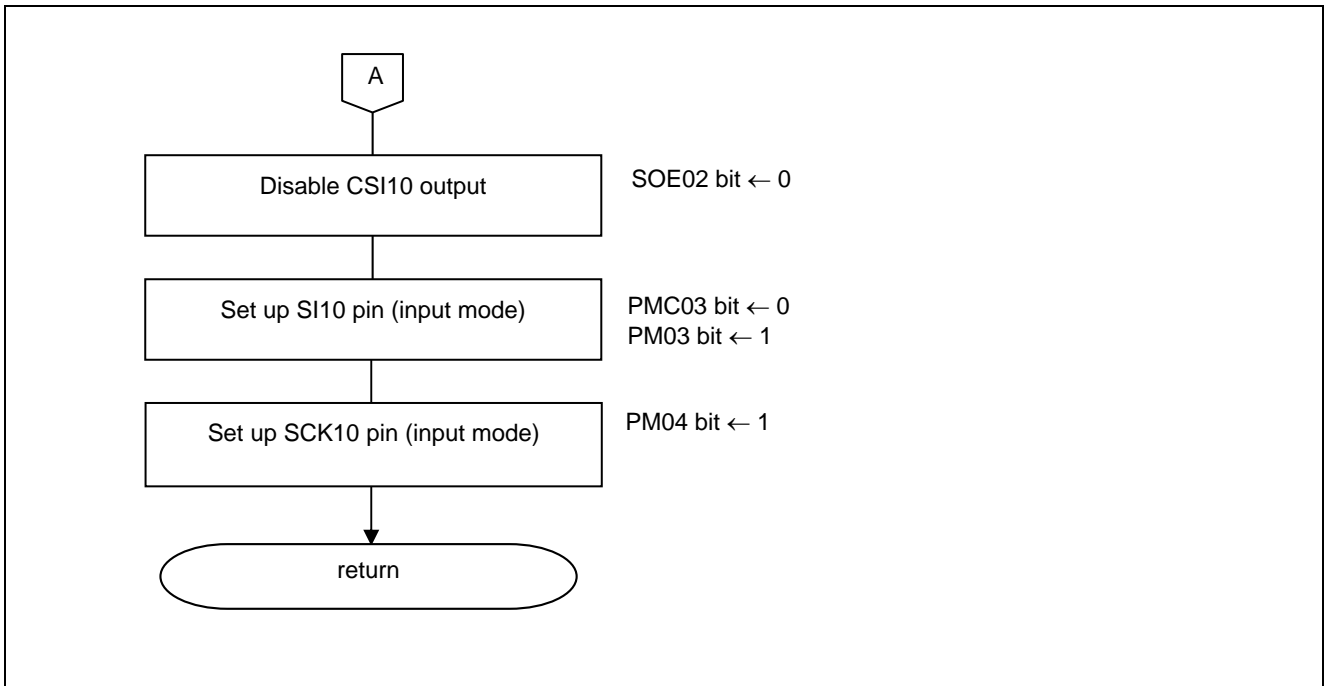 A
Disable CSI10 output
SOE02 bit ← 0
Set up SI10 pin (input mode)
PMC03 bit ← 0
PM03 bit ← 1
Set up SCK10 pin (input mode)
PM04 bit ← 1
return